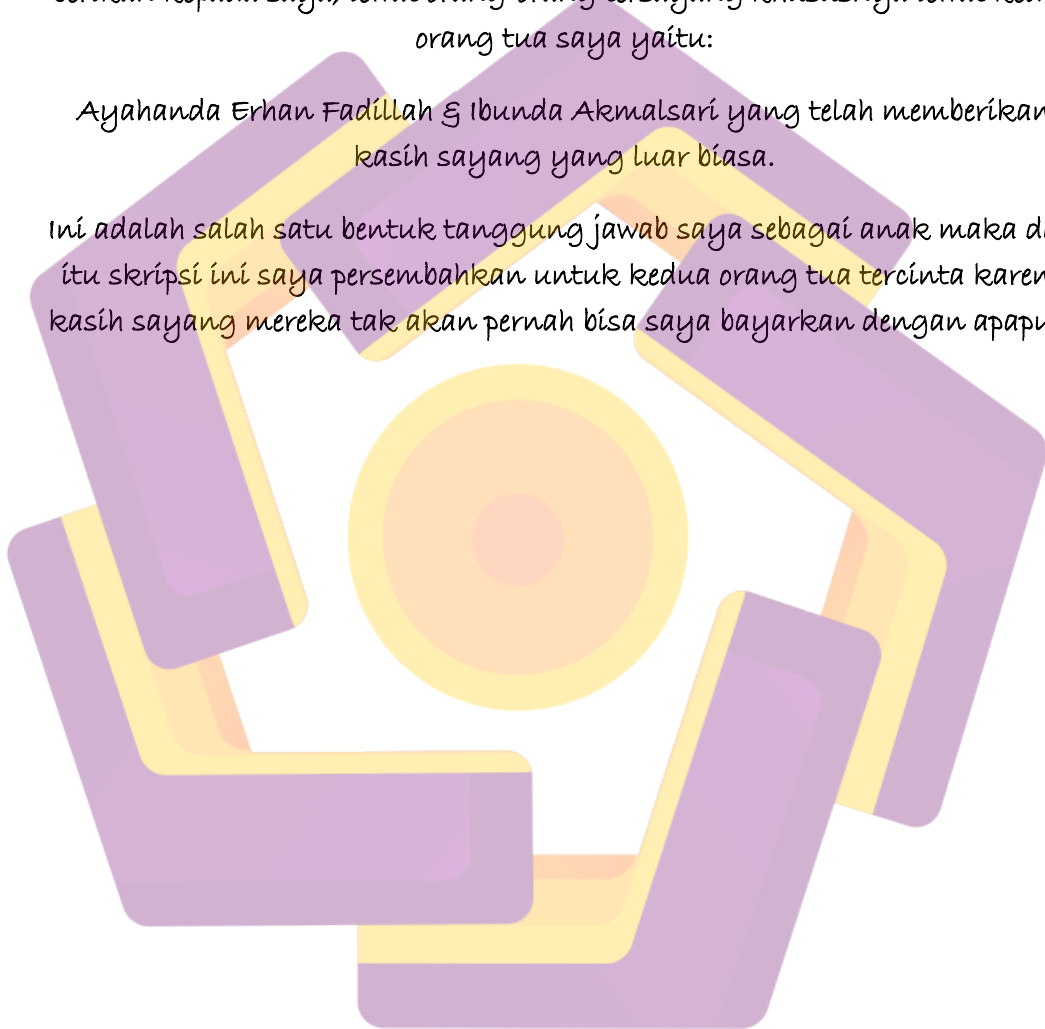 orang tua saya yaitu:
Ayahanda Erhan Fadillah & Ibunda Akmalsari yang telah memberikan
kasih sayang yang luar biasa.
Ini adalah salah satu bentuk tanggung jawab saya sebagai anak maka
itu skripsi ini saya persembahkan untuk kedua orang tua tercinta
kasih sayang mereka tak akan pernah bisa saya bayarkan dengan